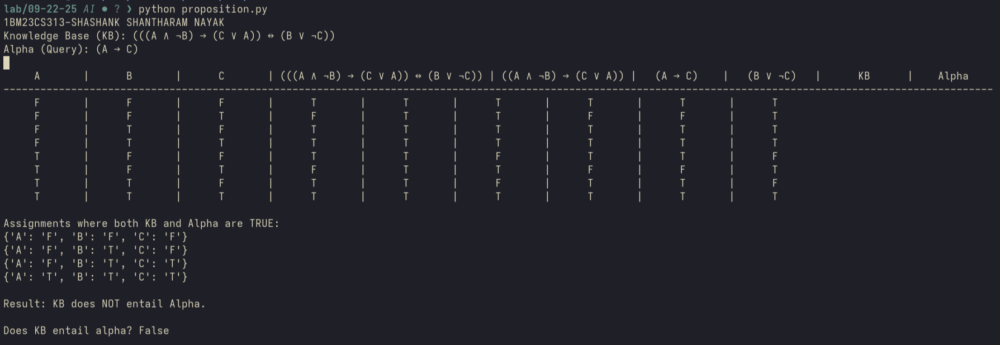 lab/09-22-25 AI ● ? ❯ python proposition.py
1BM23CS313-SHASHANK SHANTHARAM NAYAK
Knowledge Base (KB): (((A ∧ ¬B) → (C ∨ A)) ↔ (B ∨ ¬C))
Alpha (Query): (A → C)
A | B | C | (((A ∧ ¬B) → (C ∨ A)) ↔ (B ∨ ¬C)) | ((A ∧ ¬B) → (C ∨ A)) | (A → C) | (B ∨ ¬C) | KB | Alpha
-----------------------------------------------------------------------------------------------------------------------------------------------------------------
F | F | F | T | T | T | T | T | T
F | F | T | F | T | T | F | F | T
F | T | F | T | T | T | T | T | T
F | T | T | T | T | T | T | T | T
T | F | F | T | T | F | T | T | F
T | F | T | F | T | T | F | F | T
T | T | F | T | T | F | T | T | F
T | T | T | T | T | T | T | T | T
Assignments where both KB and Alpha are TRUE:
{'A': 'F', 'B': 'F', 'C': 'F'}
{'A': 'F', 'B': 'T', 'C': 'F'}
{'A': 'F', 'B': 'T', 'C': 'T'}
{'A': 'T', 'B': 'T', 'C': 'T'}
Result: KB does NOT entail Alpha.
Does KB entail alpha? False